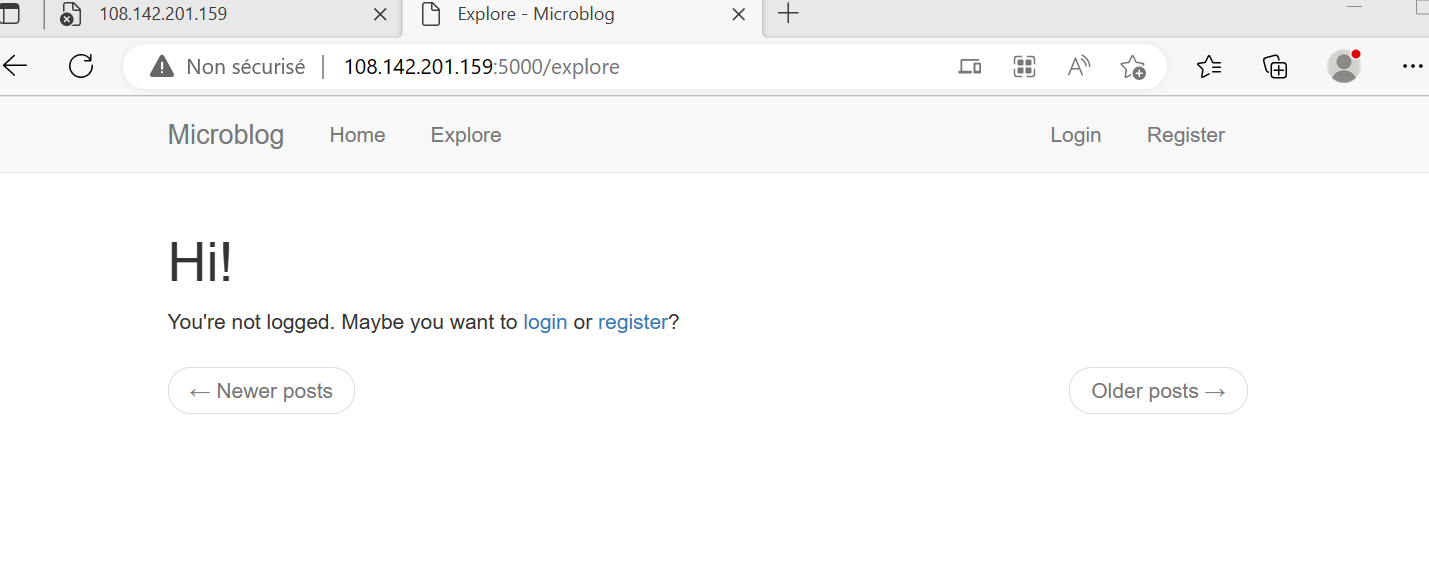 108.142.201.159 Explore - Microblog
Non sécurisé 108.142.201.159:5000/explore
Microblog Home Explore Login Register
Hi!
You're not logged. Maybe you want to login or register?
← Newer posts Older posts →